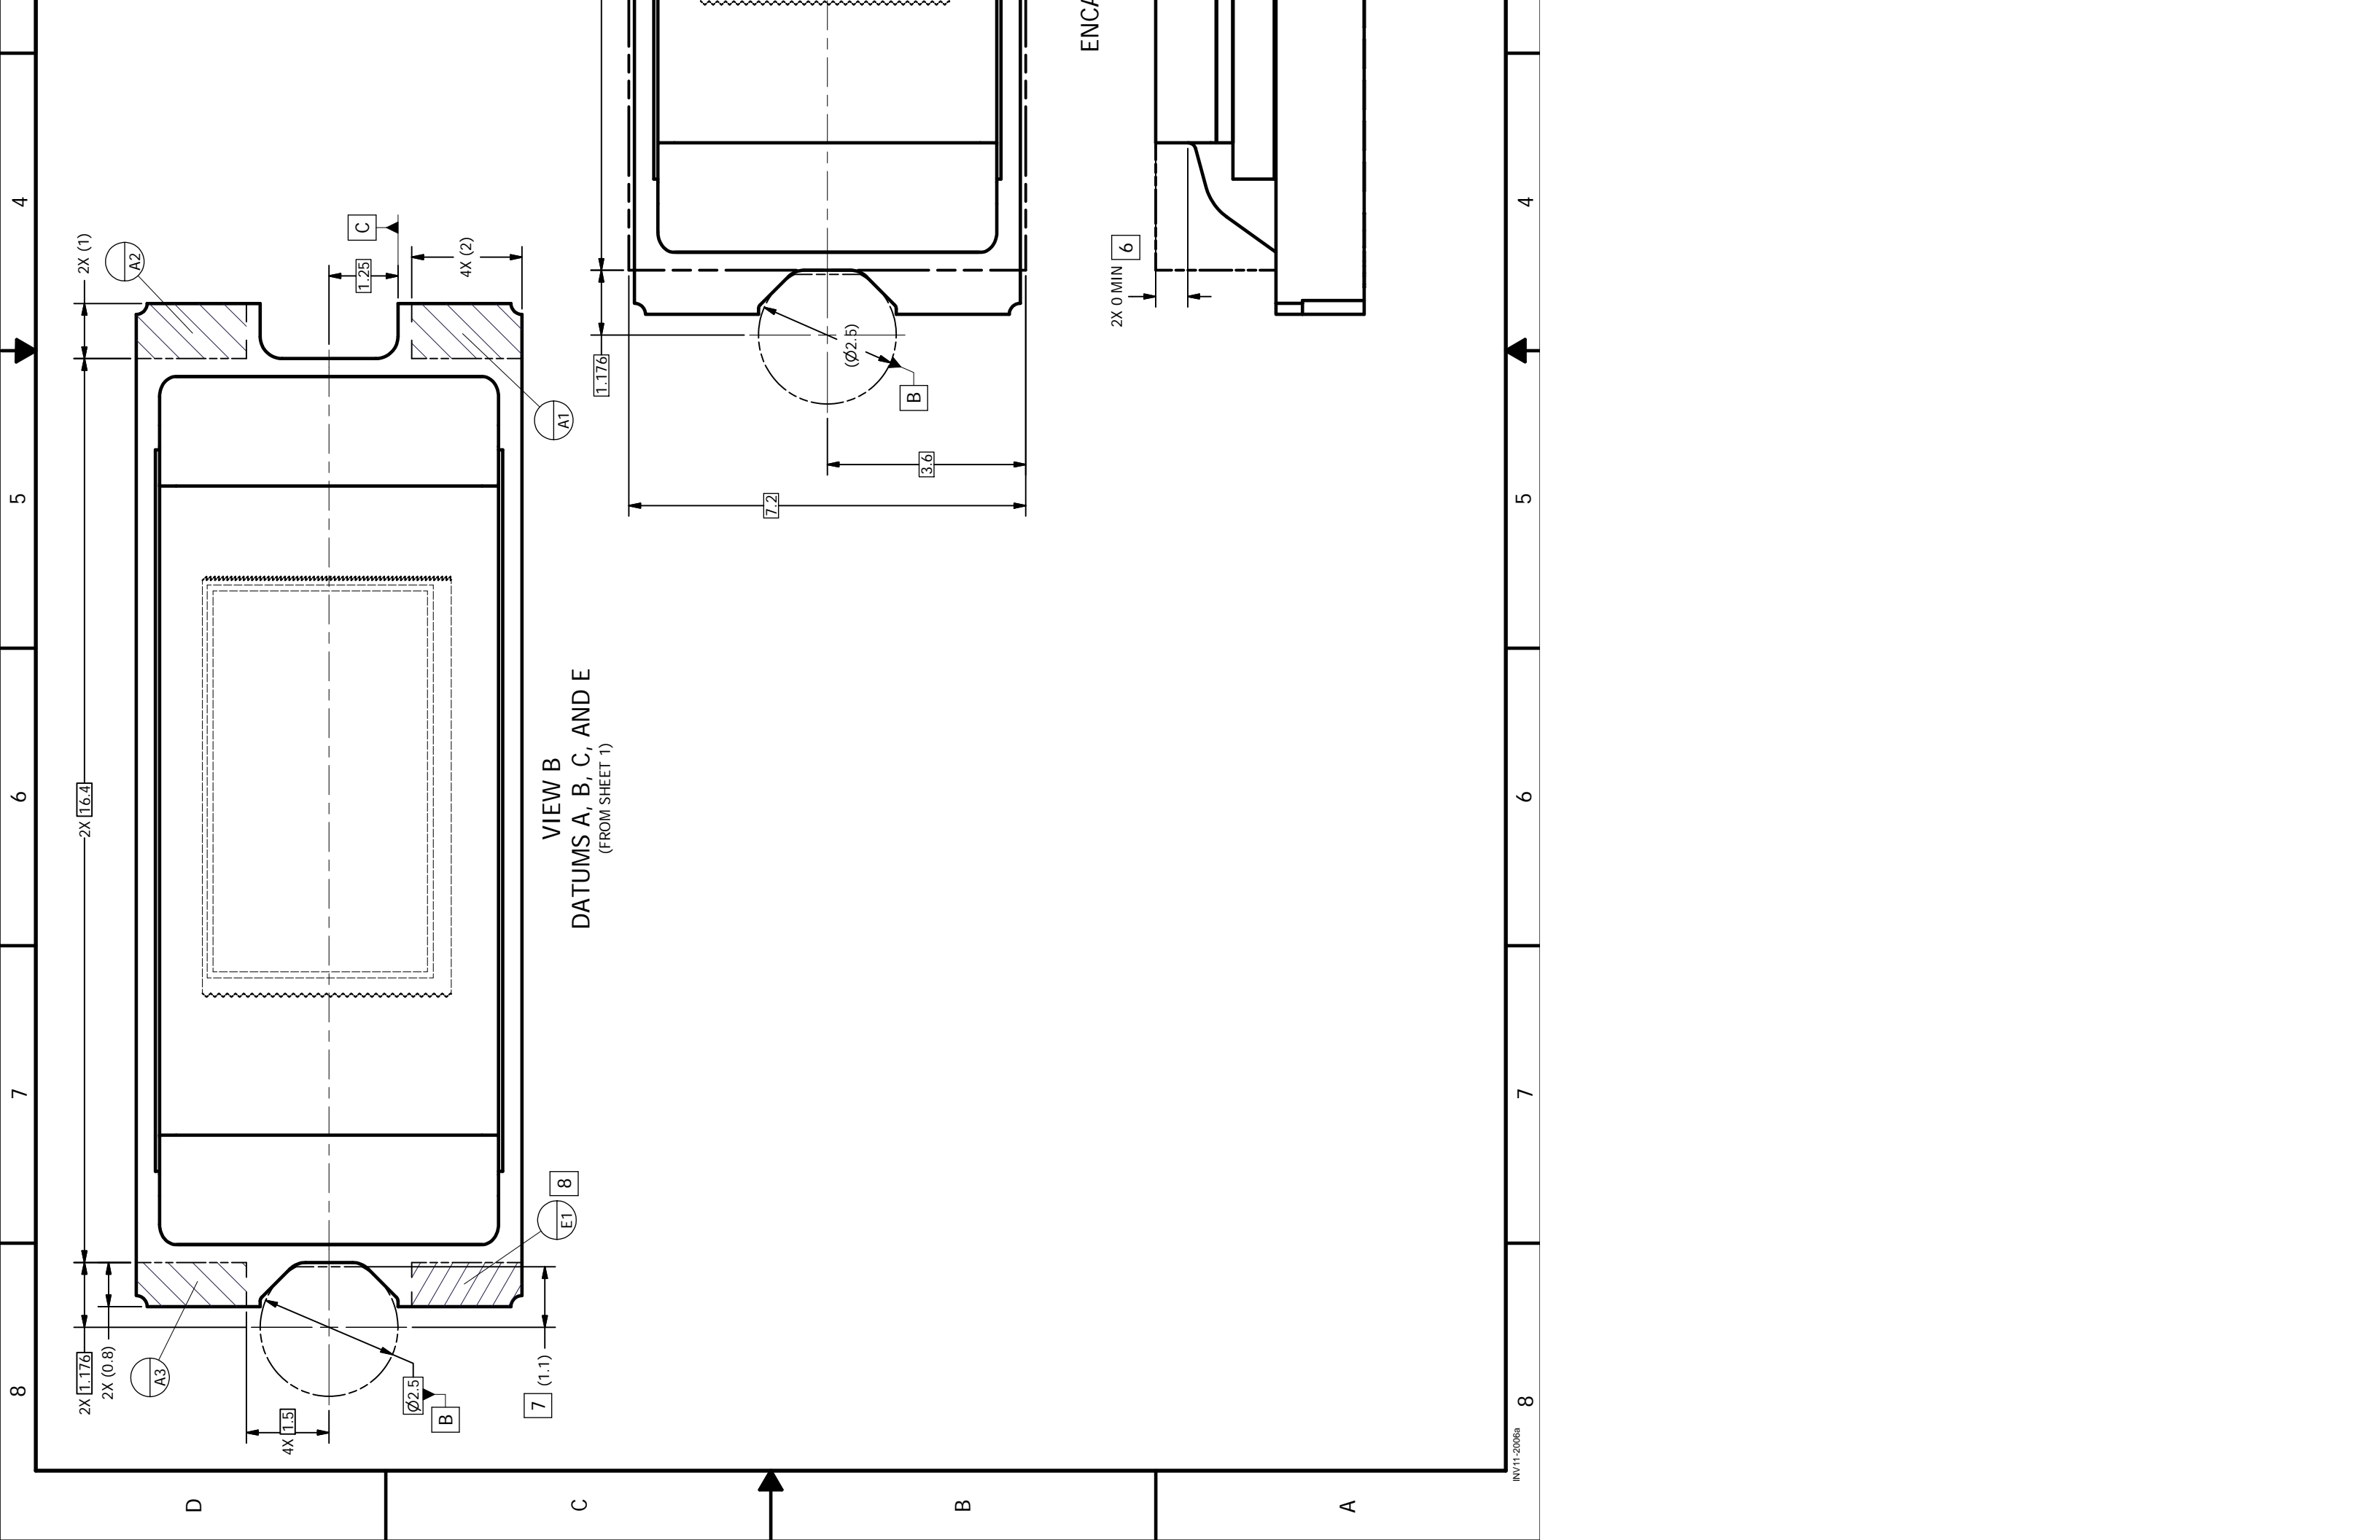 2X (1)
A2
C
1.25
4X (2)
A1
2X 16.4
VIEW B
DATUMS A, B, C, AND E
(FROM SHEET 1)
8
E1
2X 1.176
2X (0.8)
A3
4X 1.5
Ø2.5
B
7 (1.1)
1.176
(Ø2.5)
B
3.6
7.2
ENCA
6
2X 0 MIN
4
5
6
7
8
4
5
6
7
8
D
C
B
A
INV11-2006a